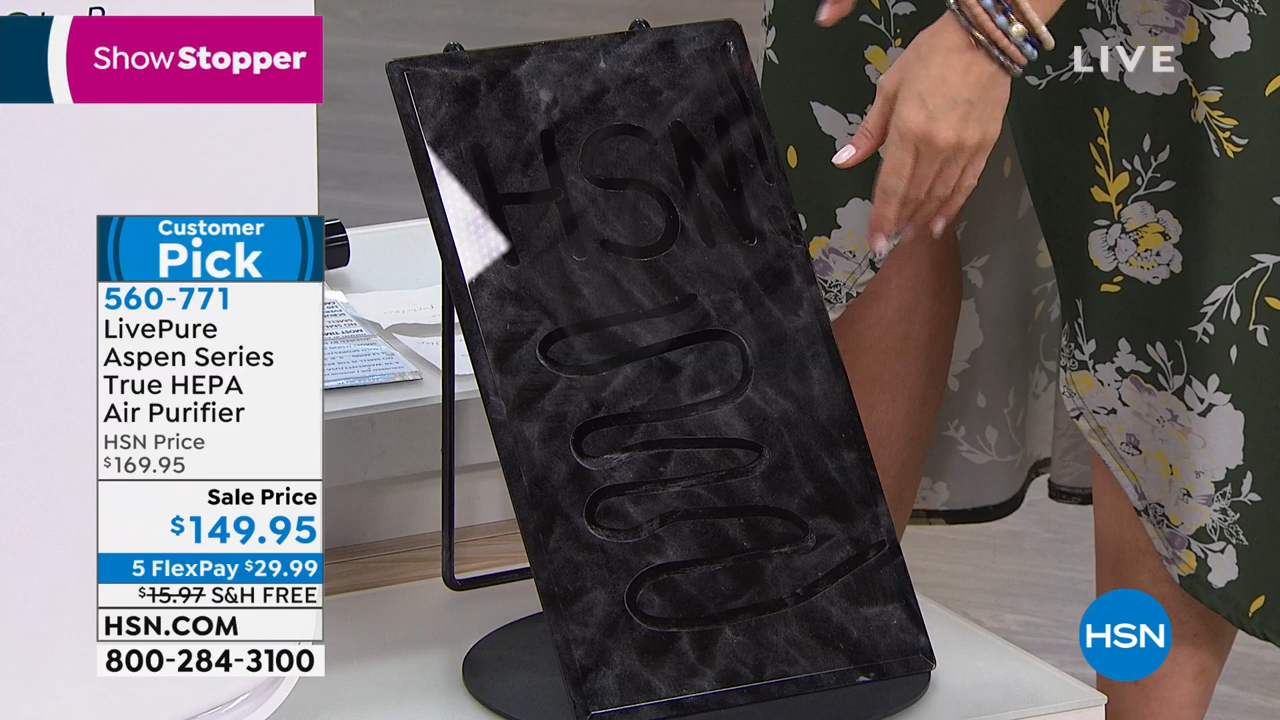 ShowStopper
LIVE
HSN
Customer
Pick
560-771
LivePure
Aspen Series
True HEPA
Air Purifier
HSN Price
$169.95
Sale Price
$149.95
5 FlexPay $29.99
$15.97 S&H FREE
HSN.COM
800-284-3100
HSN